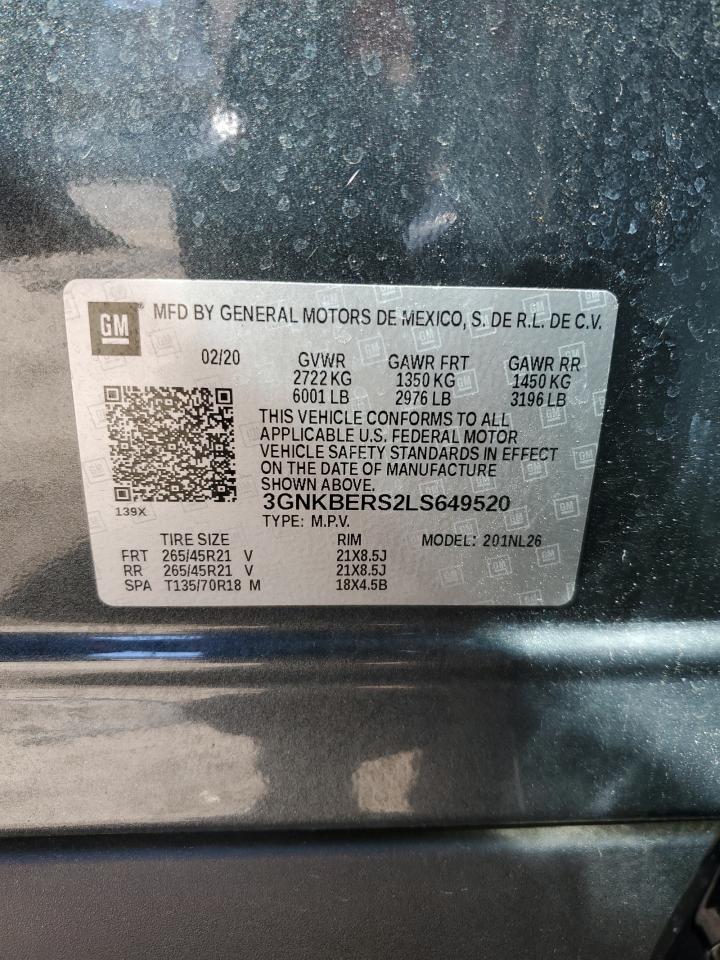 GM ® MFD BY GENERAL MOTORS DE MEXICO, S. DE R.L. DE C.V.
02/20 GVWR GAWR FRT GAWR RR
2722 KG 1350 KG 1450 KG
6001 LB 2976 LB 3196 LB
THIS VEHICLE CONFORMS TO ALL
APPLICABLE U.S. FEDERAL MOTOR
VEHICLE SAFETY STANDARDS IN EFFECT
ON THE DATE OF MANUFACTURE
SHOWN ABOVE.
3GNKBERS2LS649520
139X
TYPE: M.P.V.
TIRE SIZE RIM MODEL: 201NL26
FRT 265/45R21 V 21X8.5J
RR 265/45R21 V 21X8.5J
SPA T135/70R18 M 18X4.5B